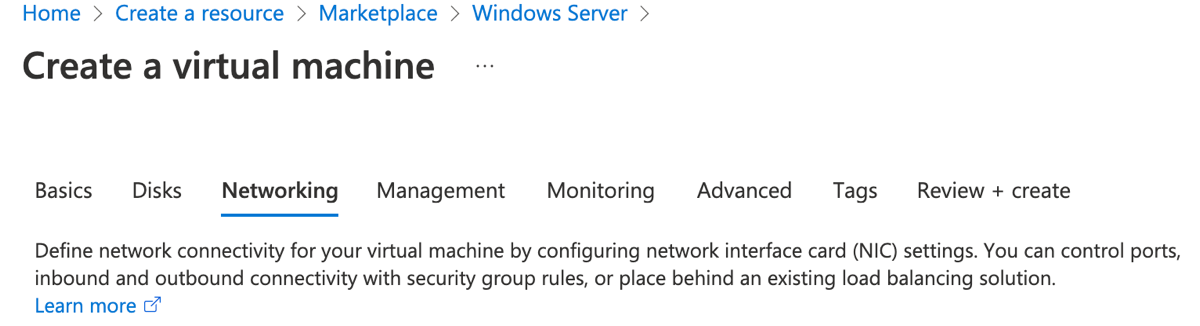 Home > Create a resource > Marketplace > Windows Server >
Create a virtual machine ...
Basics Disks Networking Management Monitoring Advanced Tags Review + create
Define network connectivity for your virtual machine by configuring network interface card (NIC) settings. You can control ports,
inbound and outbound connectivity with security group rules, or place behind an existing load balancing solution.
Learn more